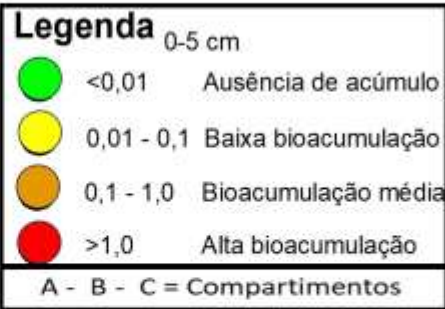 Legenda 0-5 cm
<0,01 Ausência de acúmulo
0,01 - 0,1 Baixa bioacumulação
0,1 - 1,0 Bioacumulação média
>1,0 Alta bioacumulação
A - B - C = Compartimentos